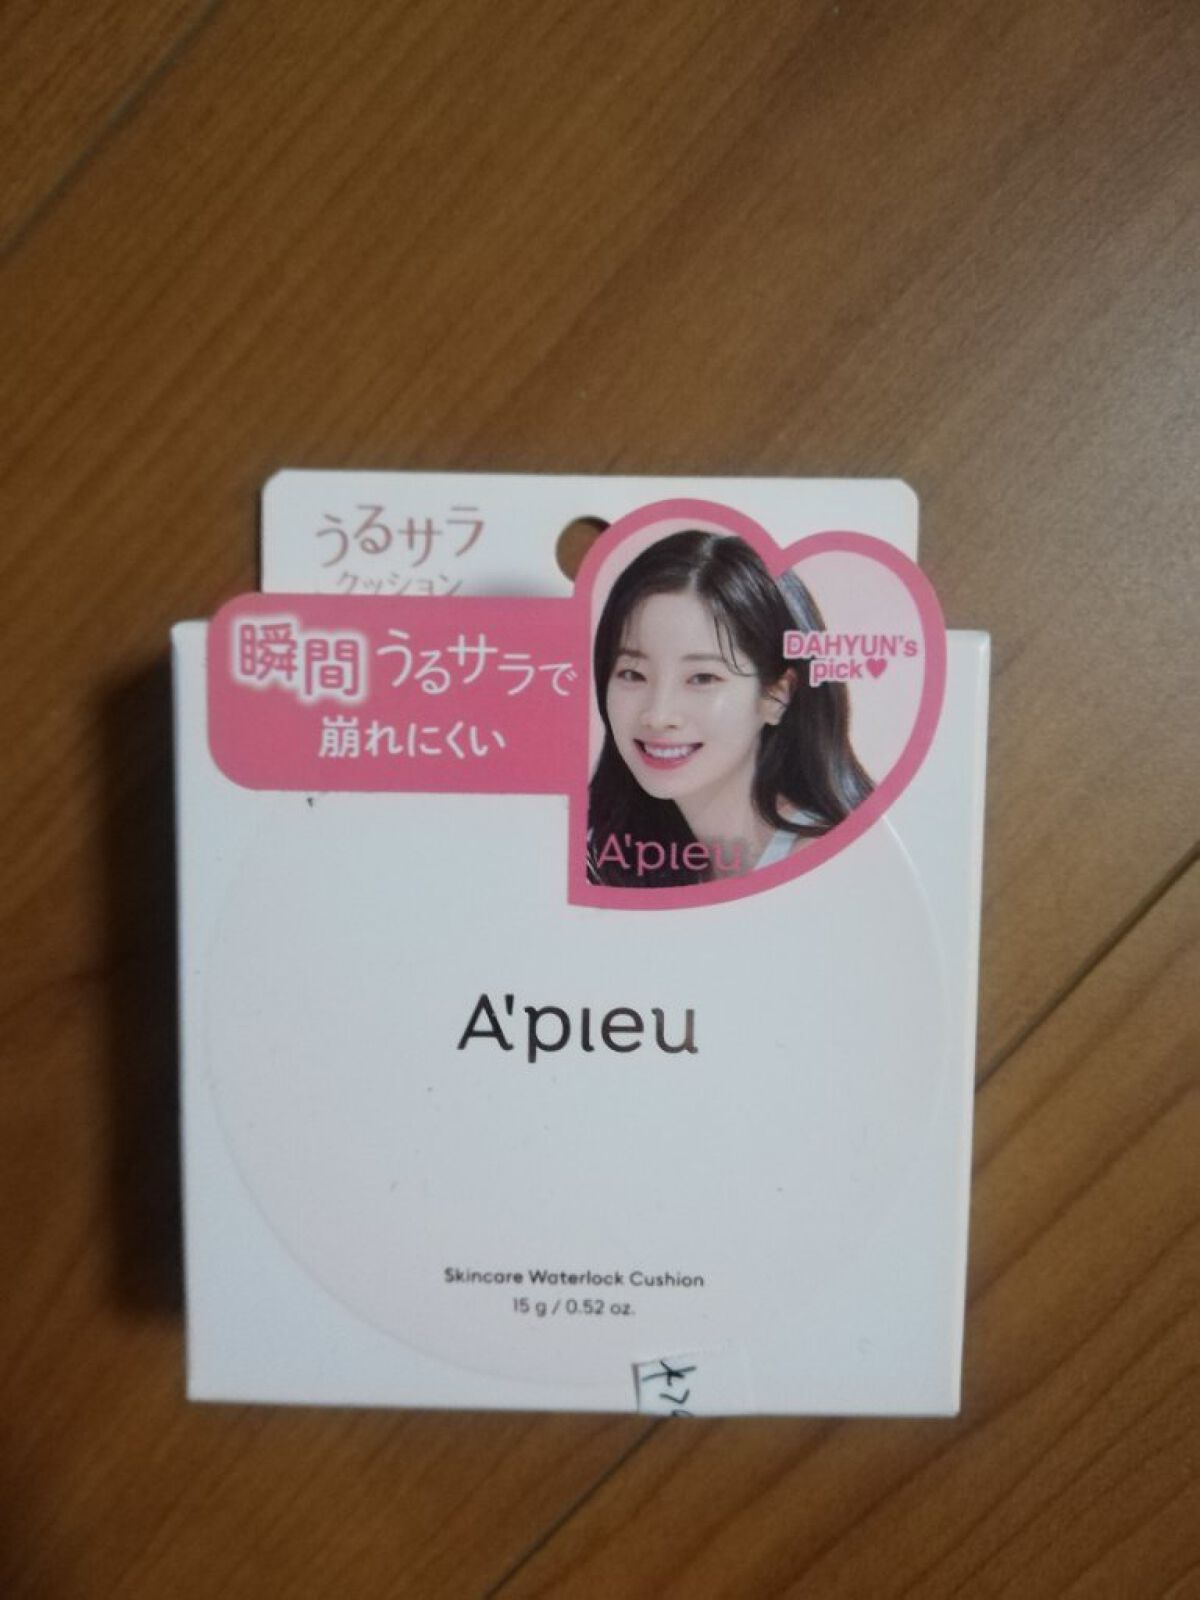 うるサラ
クッション
瞬間うるサラで
崩れにくい
DAHYUN's
pick♥
A'pieu
A'pieu
Skincare Waterlock Cushion
15 g / 0.52 oz.